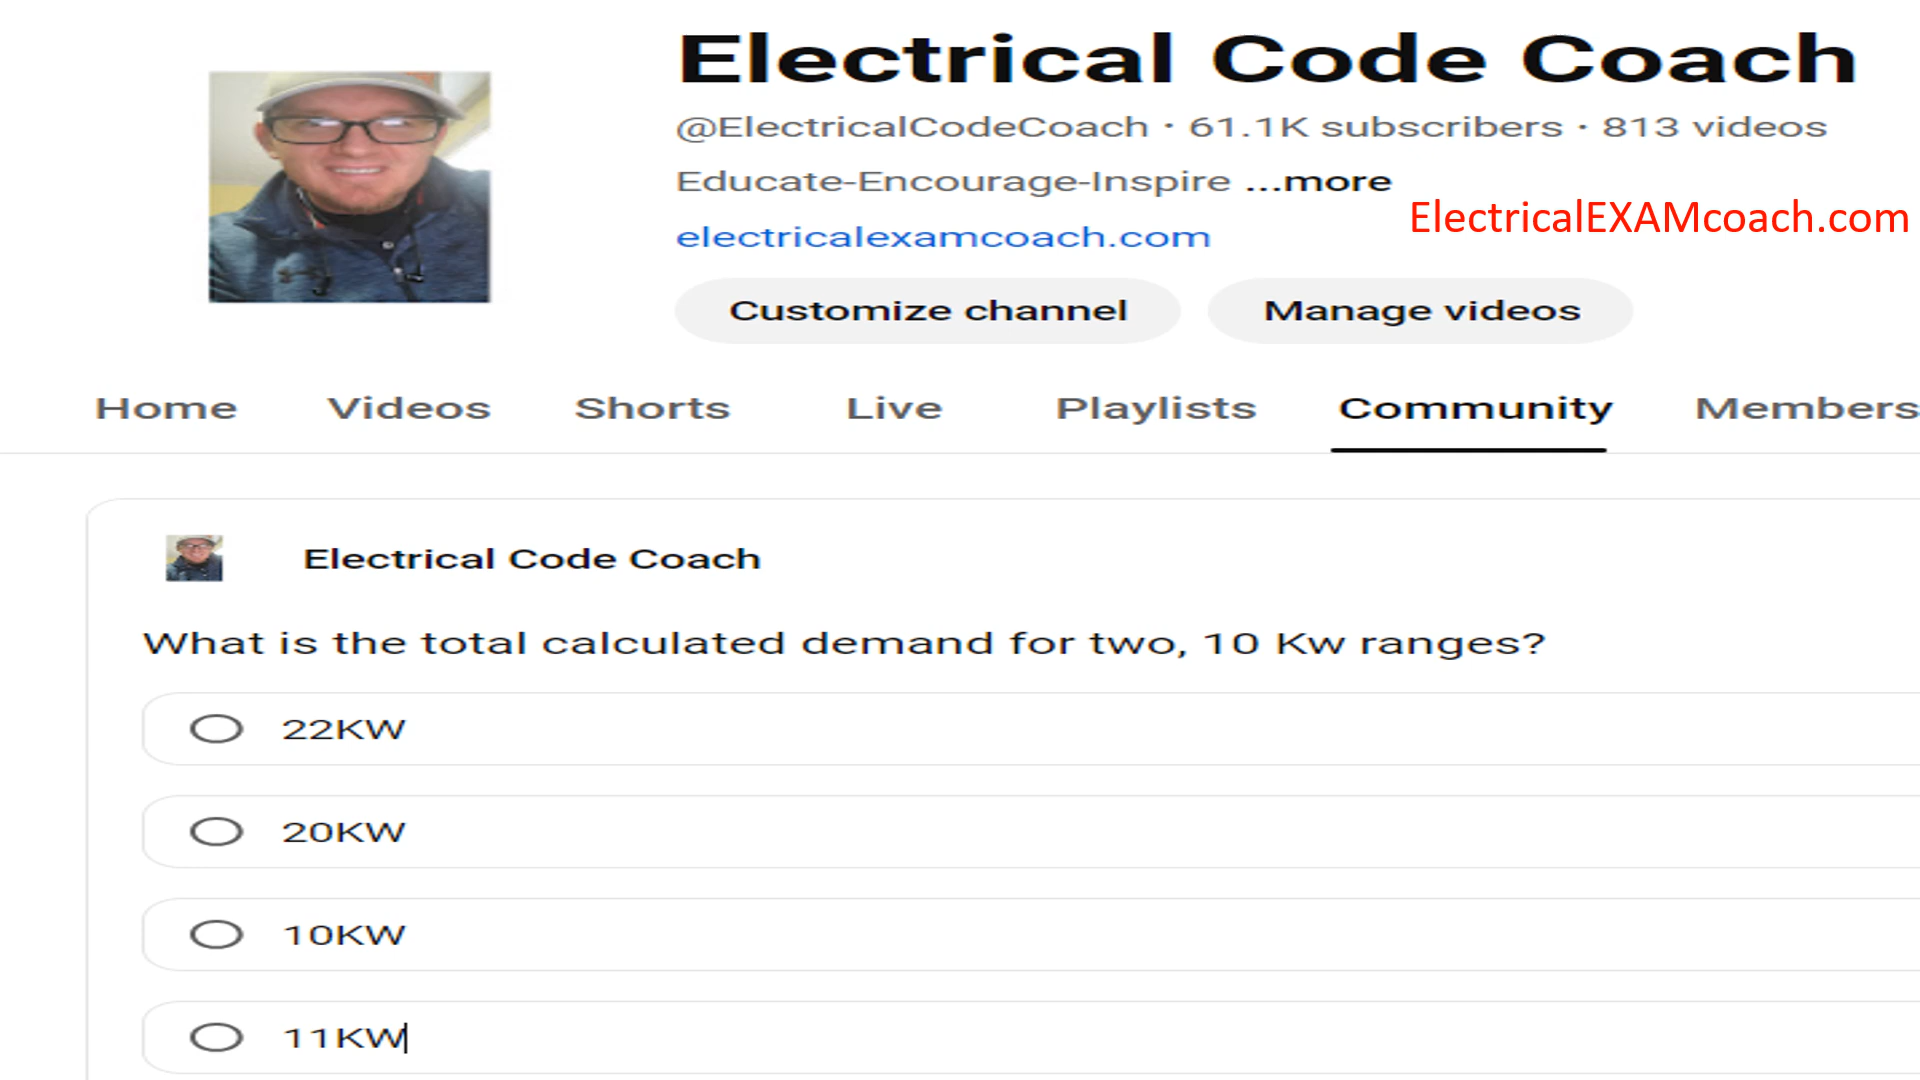 Electrical Code Coach
@ElectricalCodeCoach · 61.1K subscribers · 813 videos
Educate-Encourage-Inspire ...more
electricalexamcoach.com
ElectricalEXAMcoach.com
Customize channel
Manage videos
Home Videos Shorts Live Playlists Community Members
Electrical Code Coach
What is the total calculated demand for two, 10 Kw ranges?
22KW
20KW
10KW
11KW